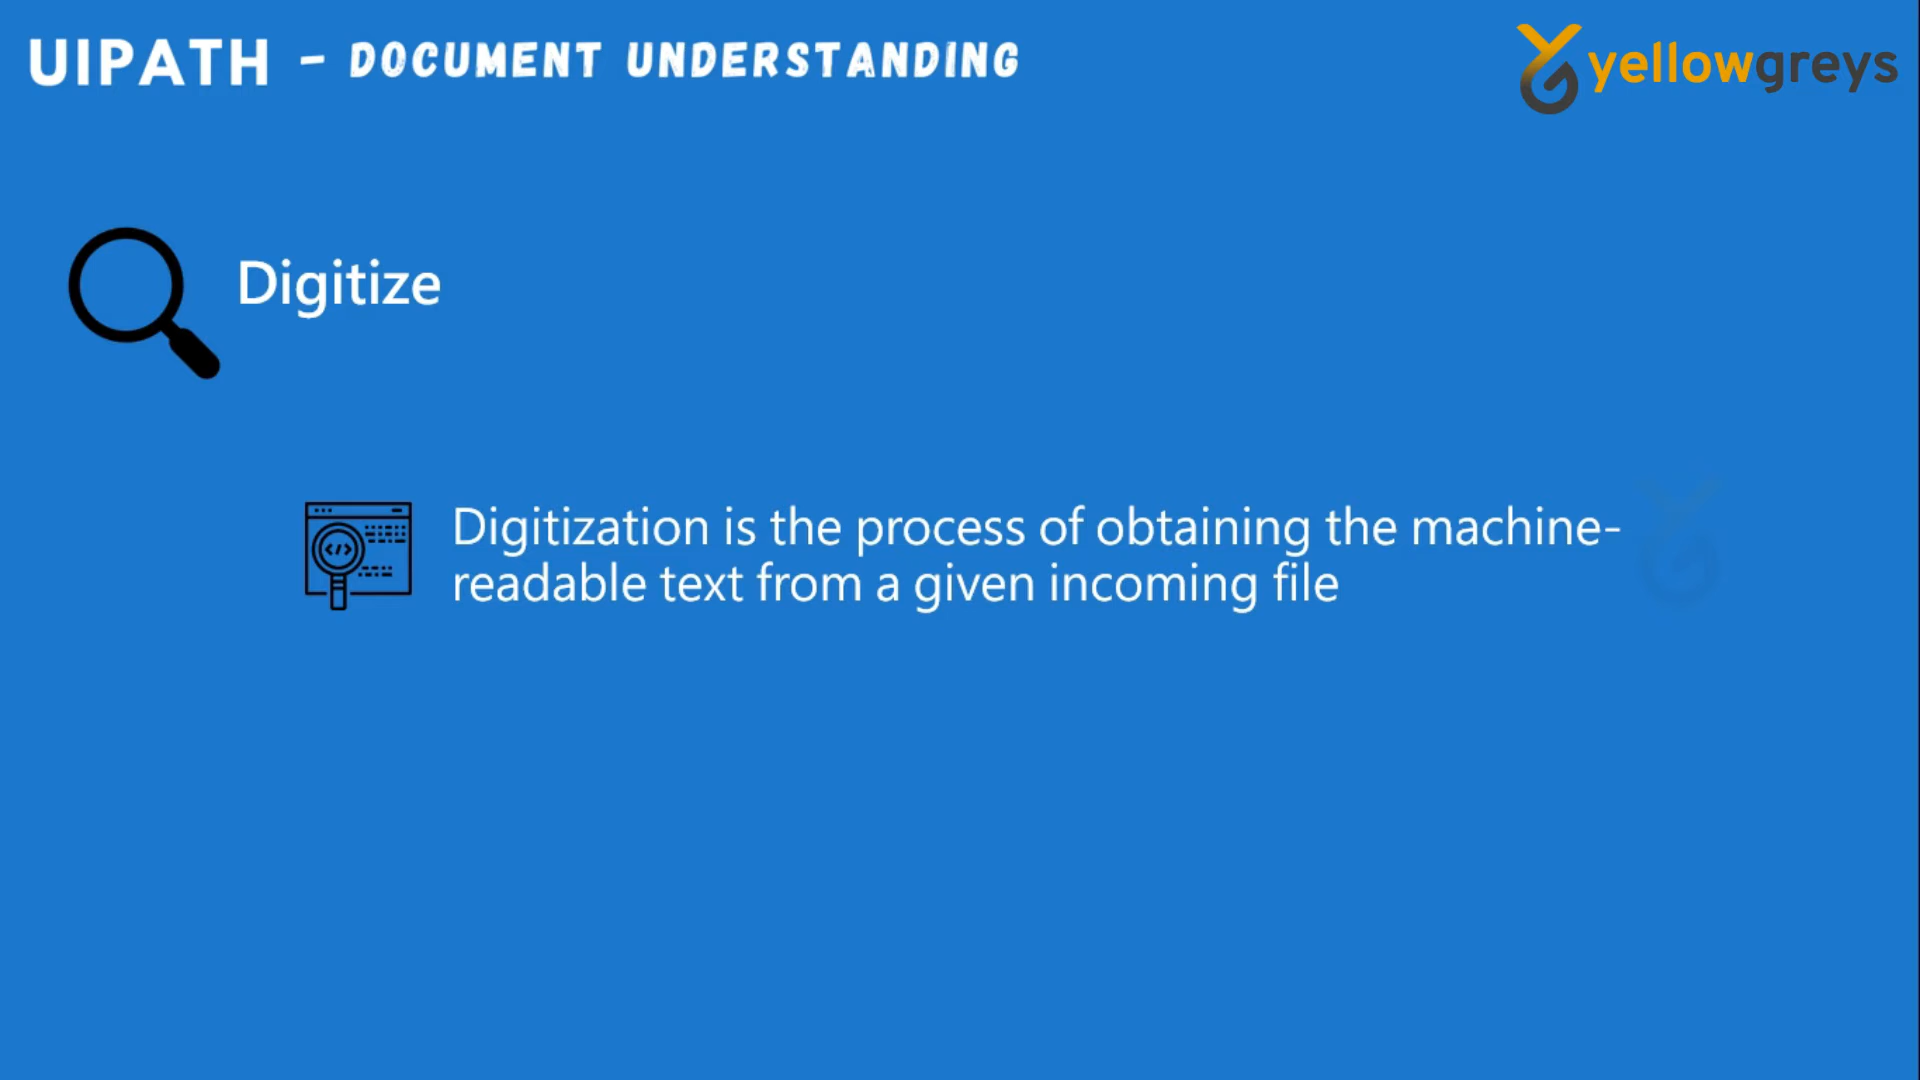 UIPATH - DOCUMENT UNDERSTANDING
yellowgreys
Digitize
Digitization is the process of obtaining the machine-
readable text from a given incoming file